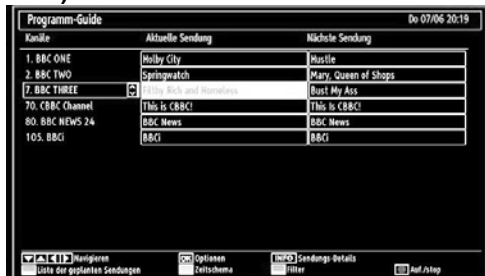 Programm-Guide Do 07/06 20:19
Kanäle Aktuelle Sendung Nächste Sendung
1. BBC ONE Holby City Hustle
2. BBC TWO Springwatch Mary, Queen of Shops
7. BBC THREE Filthy Rich and Homeless Bust My Ass
70. CBBC Channel This is CBBC! This Is CBBC!
80. BBC NEWS 24 BBC News BBC News
105. BBCi BBCi BBCi
Navigieren OK Optionen INFO Sendungs-Details
Liste der geplanten Sendungen Zeitschema Filter Auf./stop